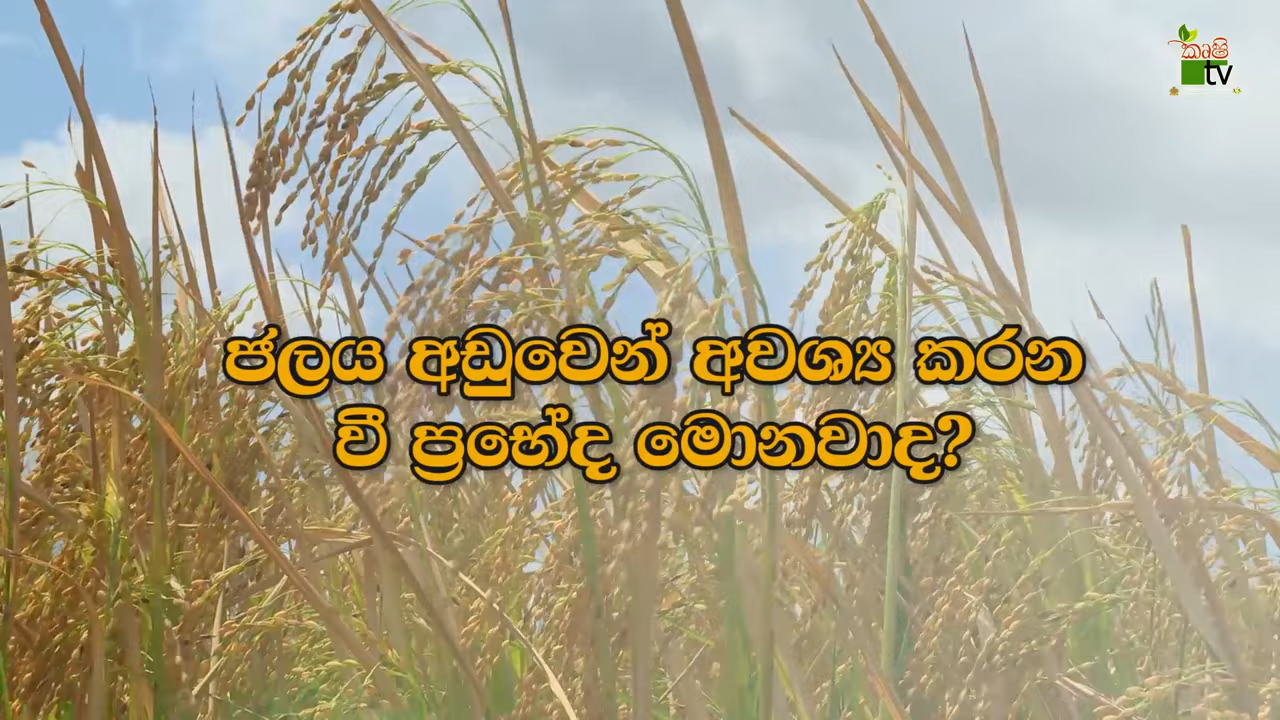 කෘෂි
tv
ජලය අඩුවෙන් අවශ්‍ය කරන
වී ප්‍රභේද මොනවාද?